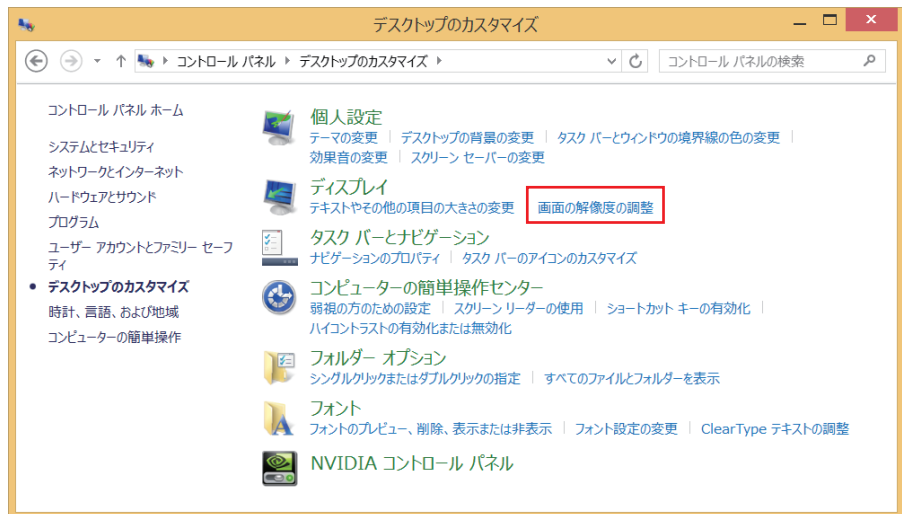 デスクトップのカスタマイズ
コントロール パネル デスクトップのカスタマイズ
コントロール パネルの検索
コントロール パネル ホーム
システムとセキュリティ
ネットワークとインターネット
ハードウェアとサウンド
プログラム
ユーザー アカウントとファミリー セーフ
ティ
デスクトップのカスタマイズ
時計、言語、および地域
コンピューターの簡単操作
個人設定
テーマの変更 デスクトップの背景の変更 タスク バーとウィンドウの境界線の色の変更
効果音の変更 スクリーン セーバーの変更
ディスプレイ
テキストやその他の項目の大きさの変更 画面の解像度の調整
タスク バーとナビゲーション
ナビゲーションのプロパティ タスク バーのアイコンのカスタマイズ
コンピューターの簡単操作センター
弱視の方のための設定 スクリーン リーダーの使用 ショートカット キーの有効化
ハイコントラストの有効化または無効化
フォルダー オプション
シングルクリックまたはダブルクリックの指定 すべてのファイルとフォルダーを表示
フォント
フォントのプレビュー、削除、表示または非表示 フォント設定の変更 ClearType テキストの調整
NVIDIA コントロール パネル